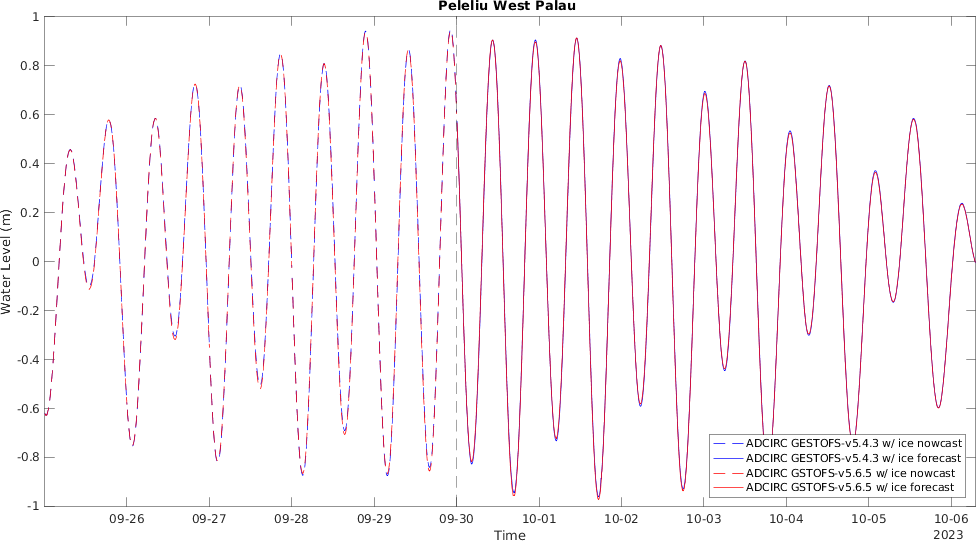 Peleliu West Palau
Water Level (m)
1
0.8
0.6
0.4
0.2
0
-0.2
-0.4
-0.6
-0.8
-1
ADCIRC GESTOFS-v5.4.3 w/ ice nowcast
ADCIRC GESTOFS-v5.4.3 w/ ice forecast
ADCIRC GSTOFS-v5.6.5 w/ ice nowcast
ADCIRC GSTOFS-v5.6.5 w/ ice forecast
09-26 09-27 09-28 09-29 09-30 10-01 10-02 10-03 10-04 10-05 10-06
Time
2023